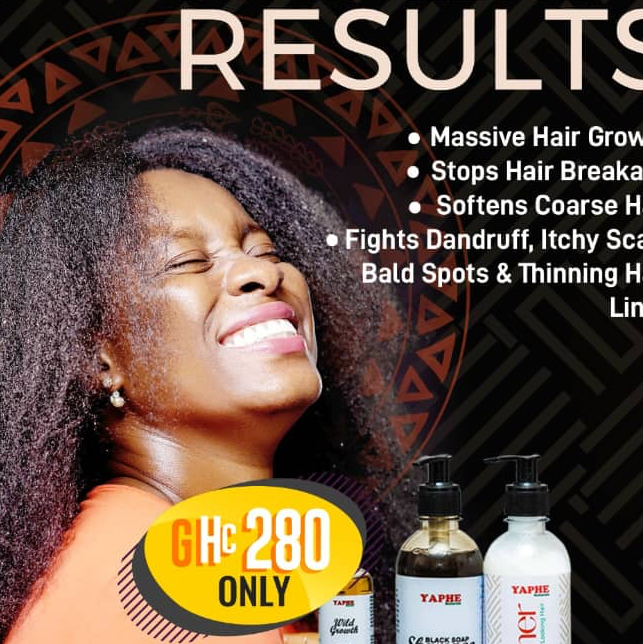 RESULTS
• Massive Hair Grow
• Stops Hair Breaka
• Softens Coarse H
• Fights Dandruff, Itchy Sca
Bald Spots & Thinning H
Lin
GHc 280
ONLY
YAPHE
Wild
Growth
YAPHE
BLACK SOAP
YAPHE
ner